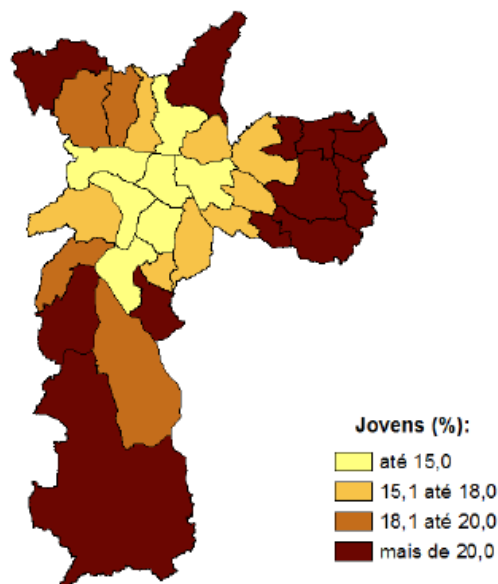 Jovens (%):
até 15,0
15,1 até 18,0
18,1 até 20,0
mais de 20,0